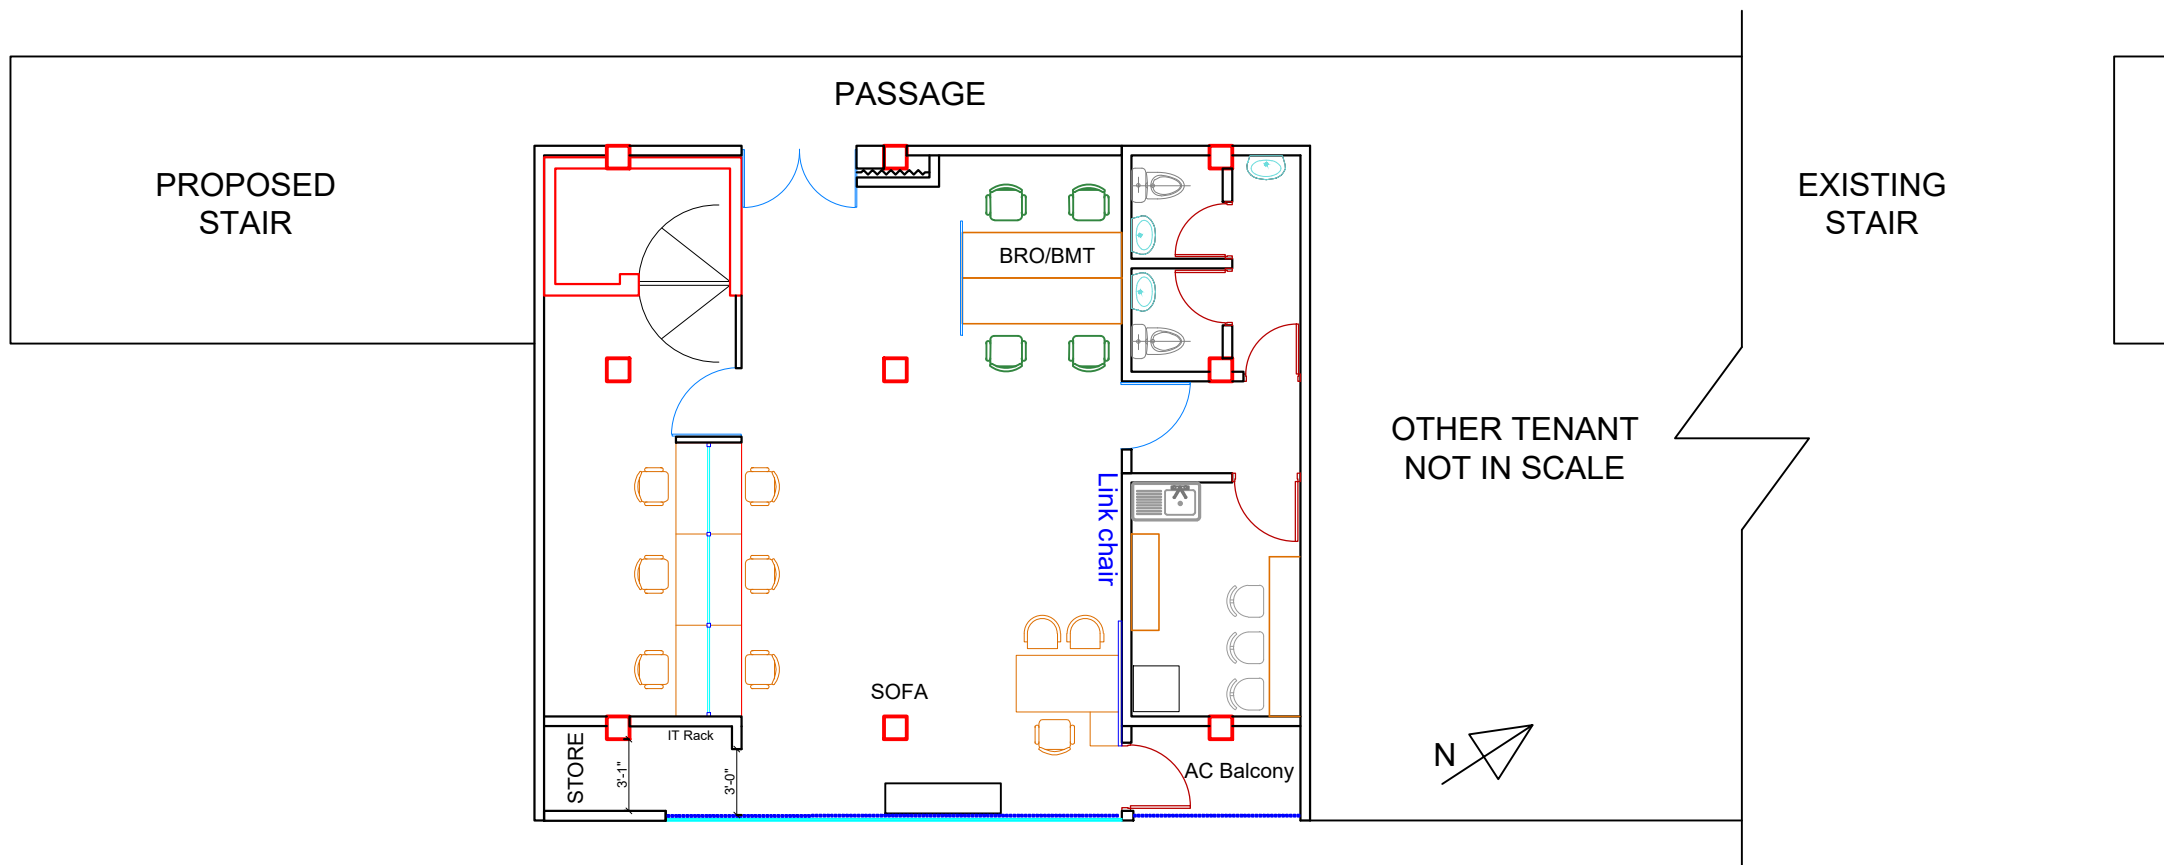 PASSAGE
PROPOSED
STAIR
EXISTING
STAIR
BRO/BMT
OTHER TENANT
NOT IN SCALE
Link chair
SOFA
IT Rack
STORE
3'-1"
3'-0"
AC Balcony
N